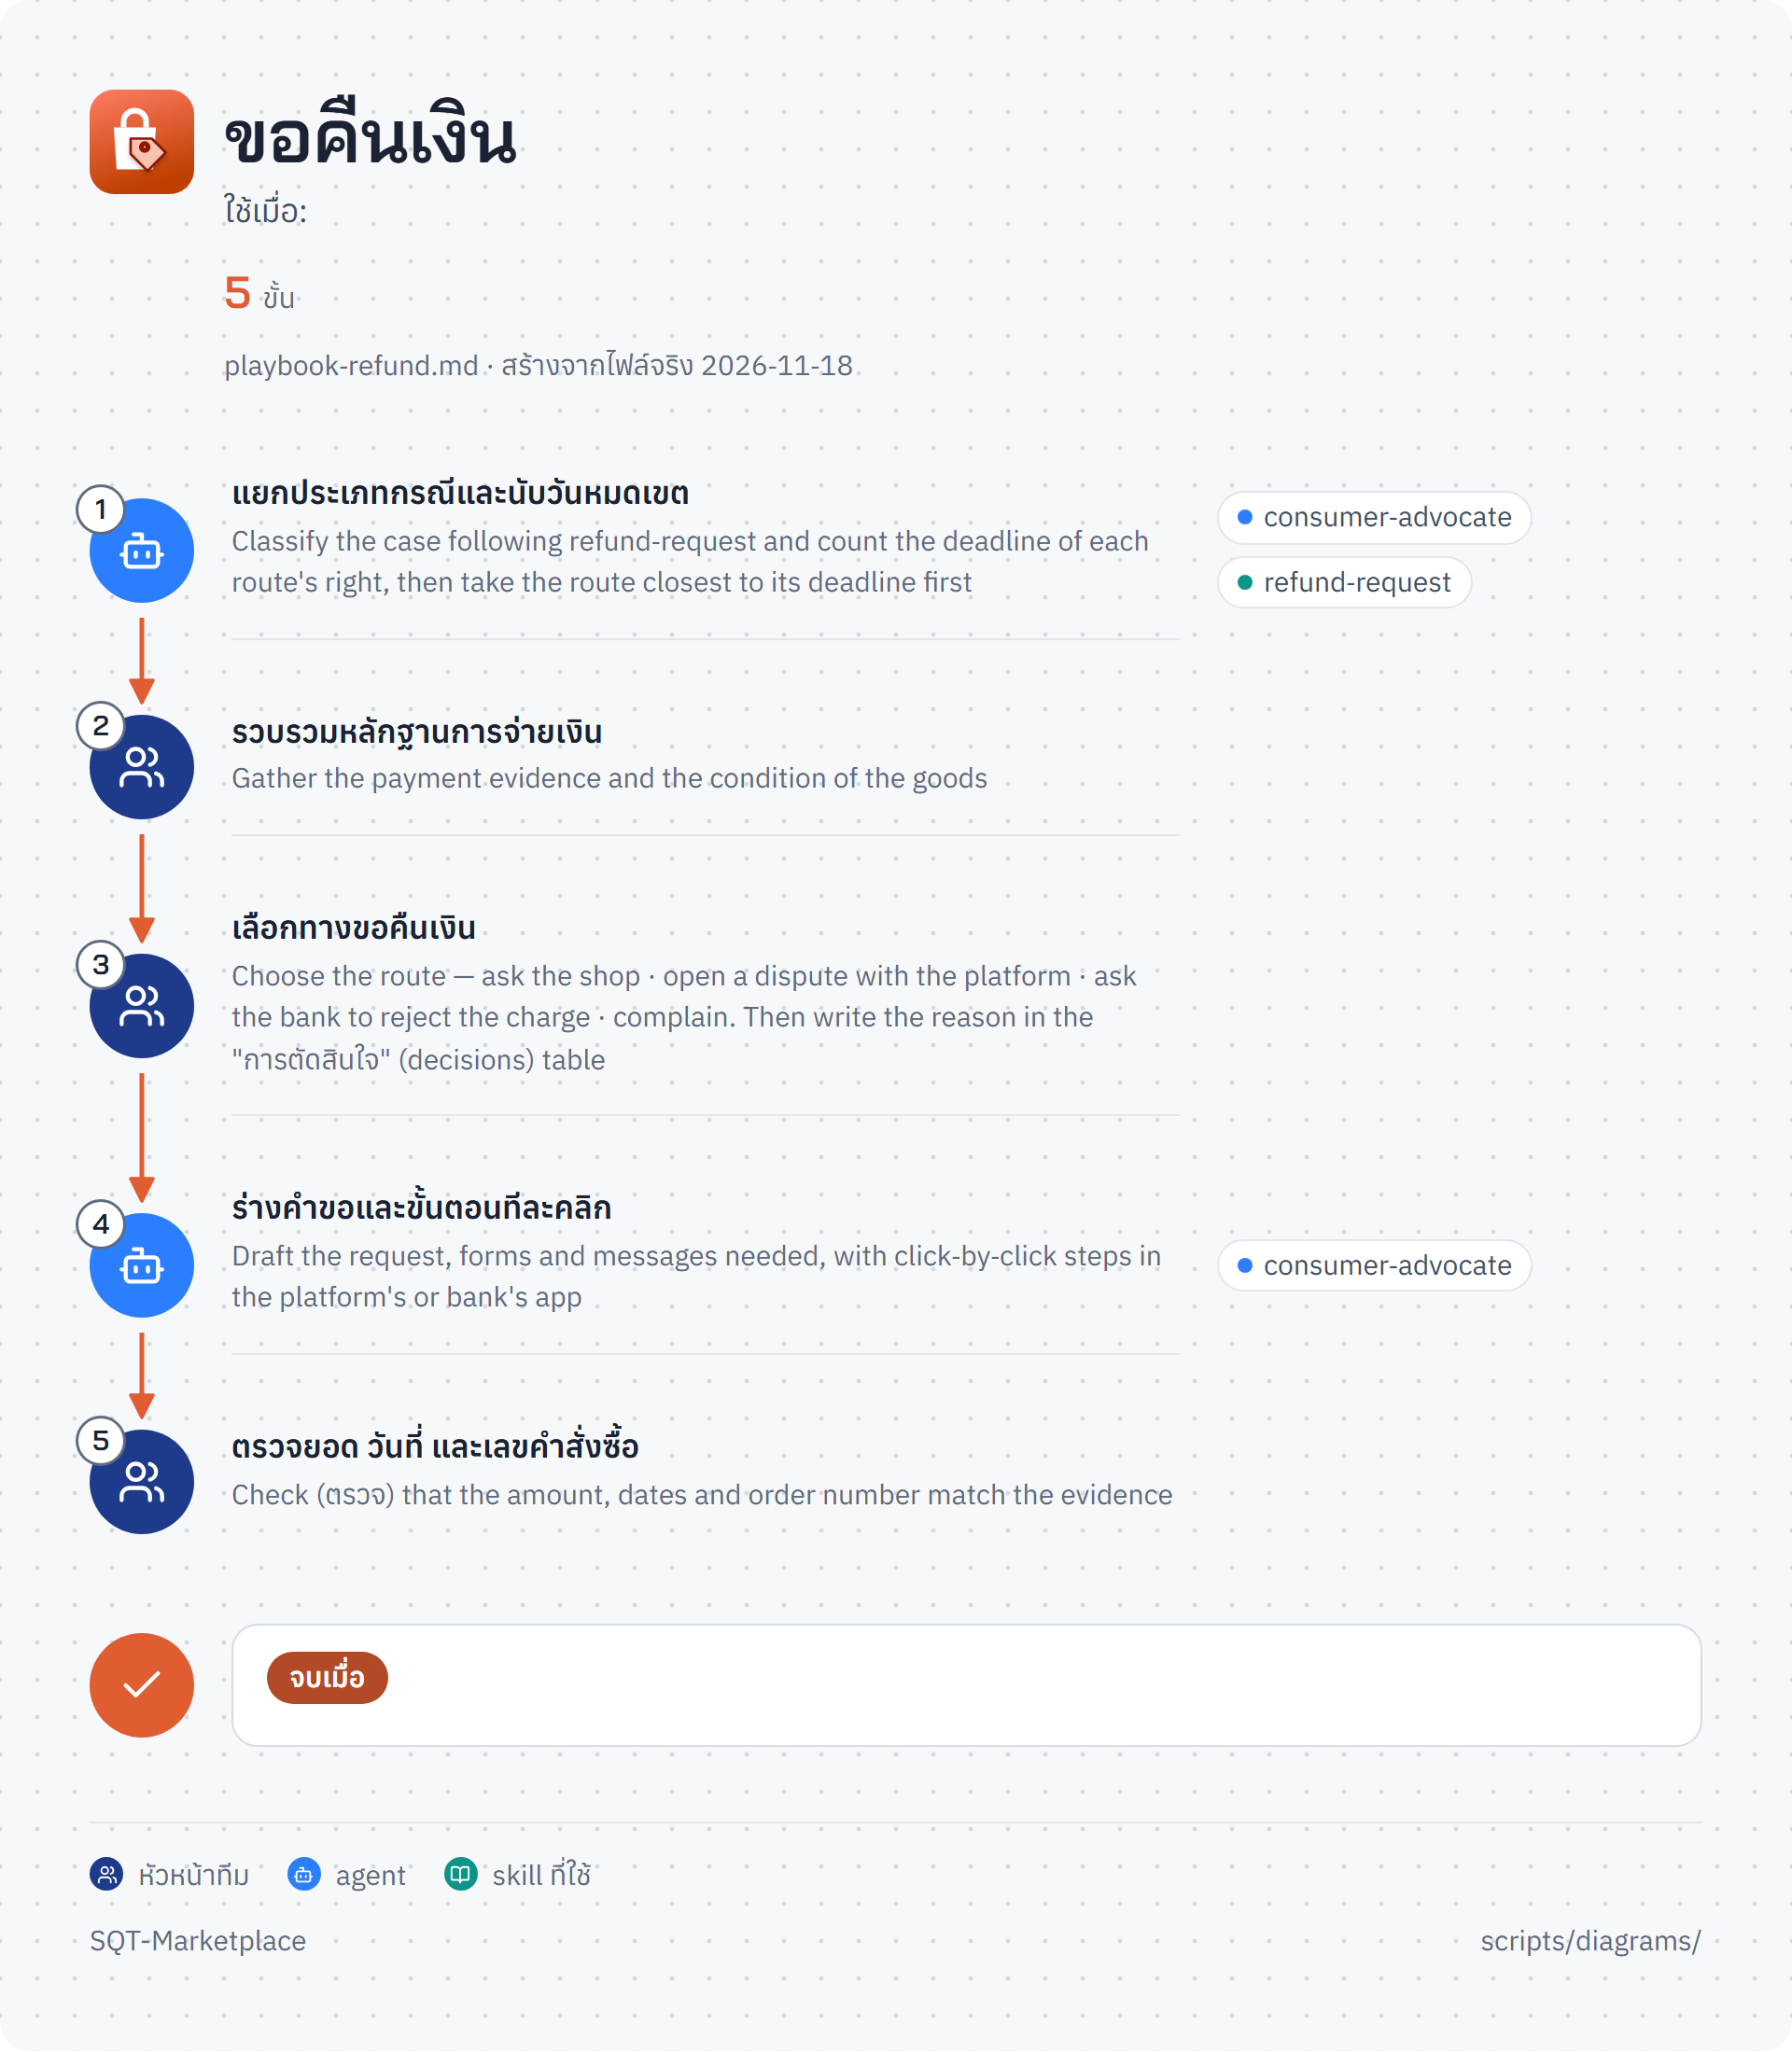 ขอคืนเงิน
ใช้เมื่อ:
5 ขั้น
playbook-refund.md · สร้างจากไฟล์จริง 2026-11-18
1
แยกประเภทกรณีและนับวันหมดเขต
Classify the case following refund-request and count the deadline of each
route's right, then take the route closest to its deadline first
consumer-advocate
refund-request
2
รวบรวมหลักฐานการจ่ายเงิน
Gather the payment evidence and the condition of the goods
3
เลือกทางขอคืนเงิน
Choose the route — ask the shop · open a dispute with the platform · ask
the bank to reject the charge · complain. Then write the reason in the
"การตัดสินใจ" (decisions) table
4
ร่างคำขอและขั้นตอนทีละคลิก
Draft the request, forms and messages needed, with click-by-click steps in
the platform's or bank's app
consumer-advocate
5
ตรวจยอด วันที่ และเลขคำสั่งซื้อ
Check (ตรวจ) that the amount, dates and order number match the evidence
จบเมื่อ
หัวหน้าทีม agent skill ที่ใช้
SQT-Marketplace scripts/diagrams/